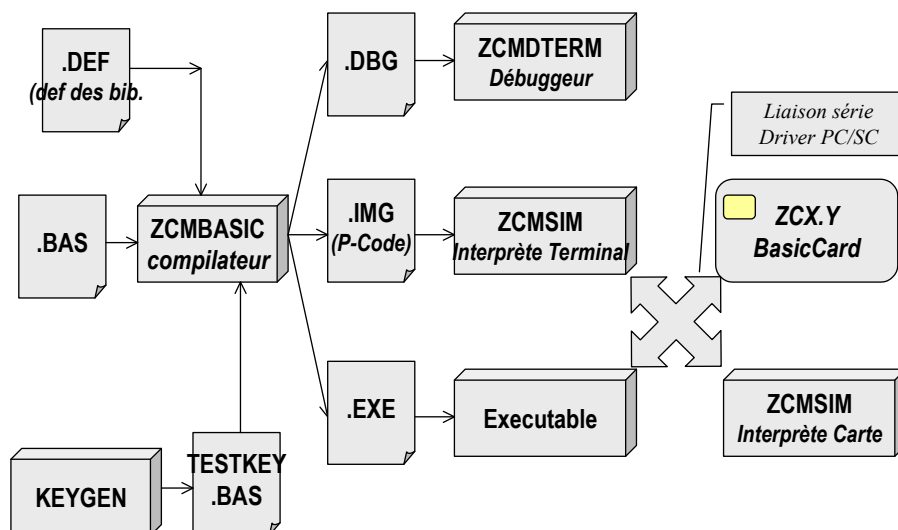 .DEF
(def des bib.
.DBG
ZCMDTERM
Débuggeur
Liaison série
Driver PC/SC
.BAS
ZCMBASIC
compilateur
.IMG
(P-Code)
ZCMSIM
Interprète Terminal
ZCX.Y
BasicCard
.EXE
Executable
ZCMSIM
Interprète Carte
KEYGEN
TESTKEY
.BAS